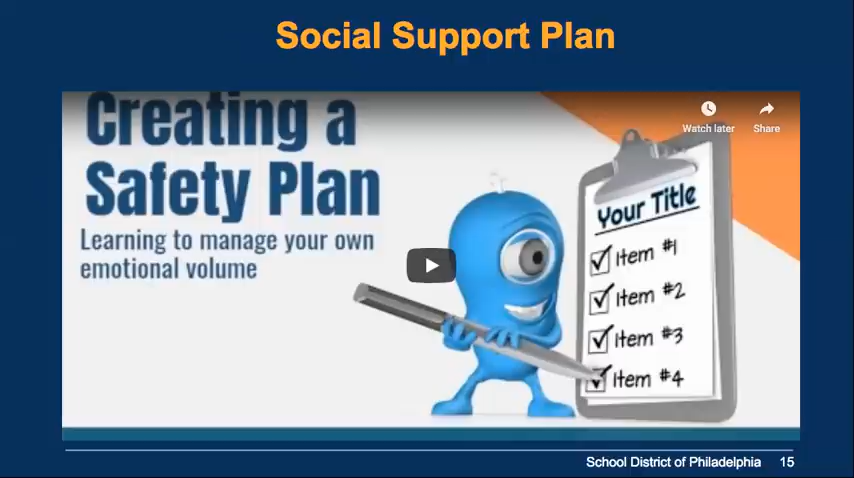 Social Support Plan
Creating a
Safety Plan
Learning to manage your own
emotional volume
Watch later
Share
Your Title
Item #1
Item #2
Item #3
Item #4
School District of Philadelphia 15